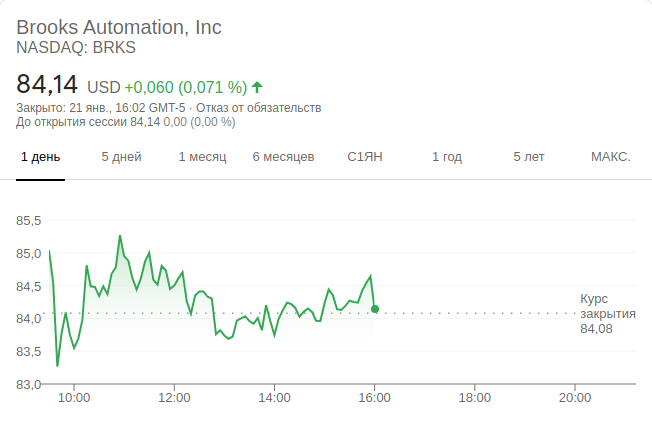 Brooks Automation, Inc
NASDAQ: BRKS
84,14 USD +0,060 (0,071 %)
Закрыто: 21 янв., 16:02 GMT-5 · Отказ от обязательств
До открытия сессии 84,14 0,00 (0,00 %)
1 день 5 дней 1 месяц 6 месяцев С1ЯН 1 год 5 лет МАКС.
85,5
85,0
84,5
84,0
83,5
83,0
Курс
закрытия
84,08
10:00 12:00 14:00 16:00 18:00 20:00